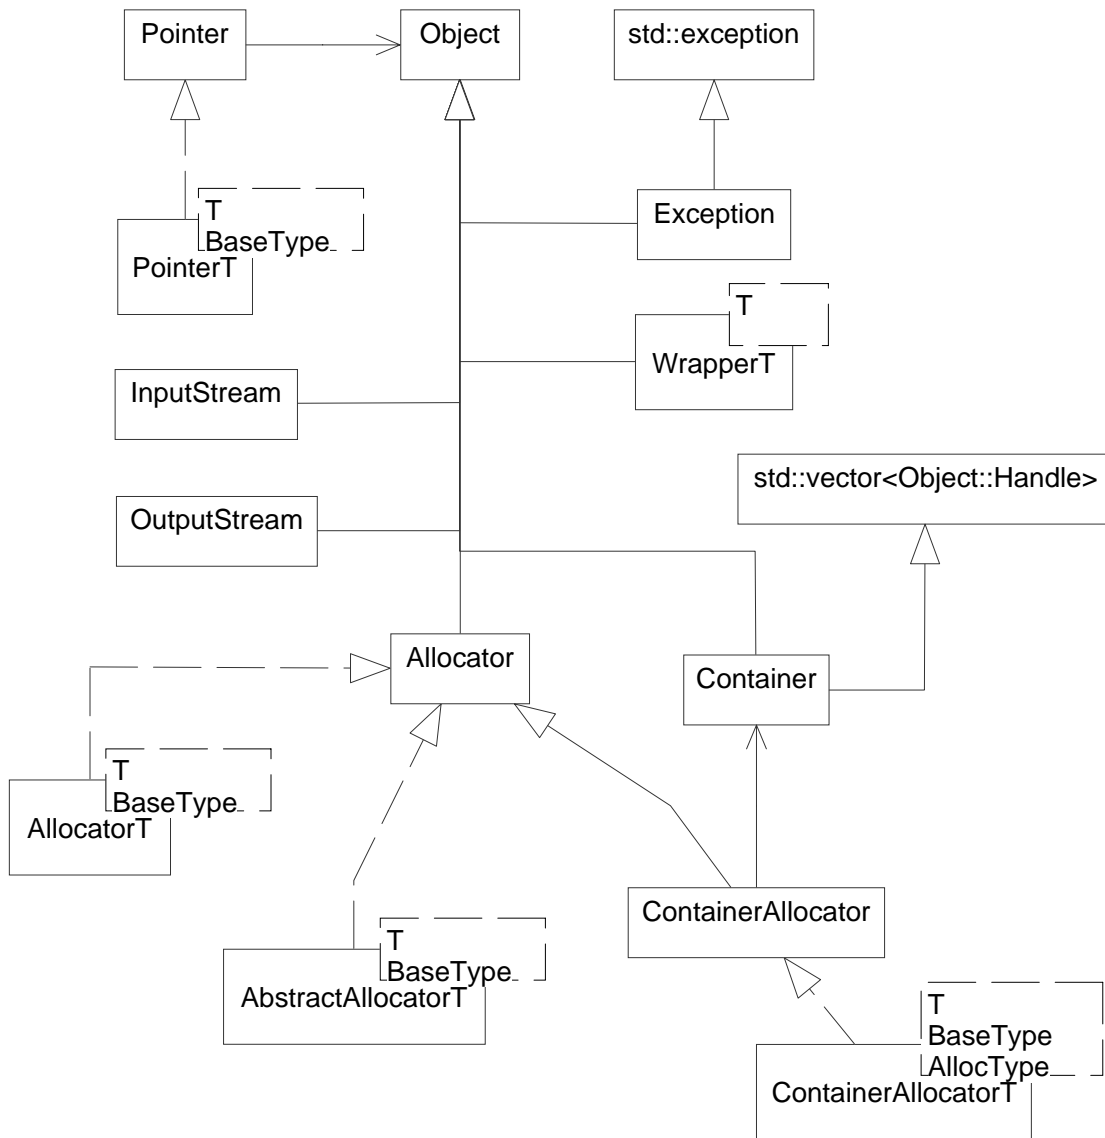 Pointer
Object
std::exception
T
BaseType
PointerT
Exception
T
WrapperT
InputStream
std::vector<Object::Handle>
OutputStream
Allocator
Container
T
BaseType
AllocatorT
ContainerAllocator
T
BaseType
AbstractAllocatorT
T
BaseType
AllocType
ContainerAllocatorT